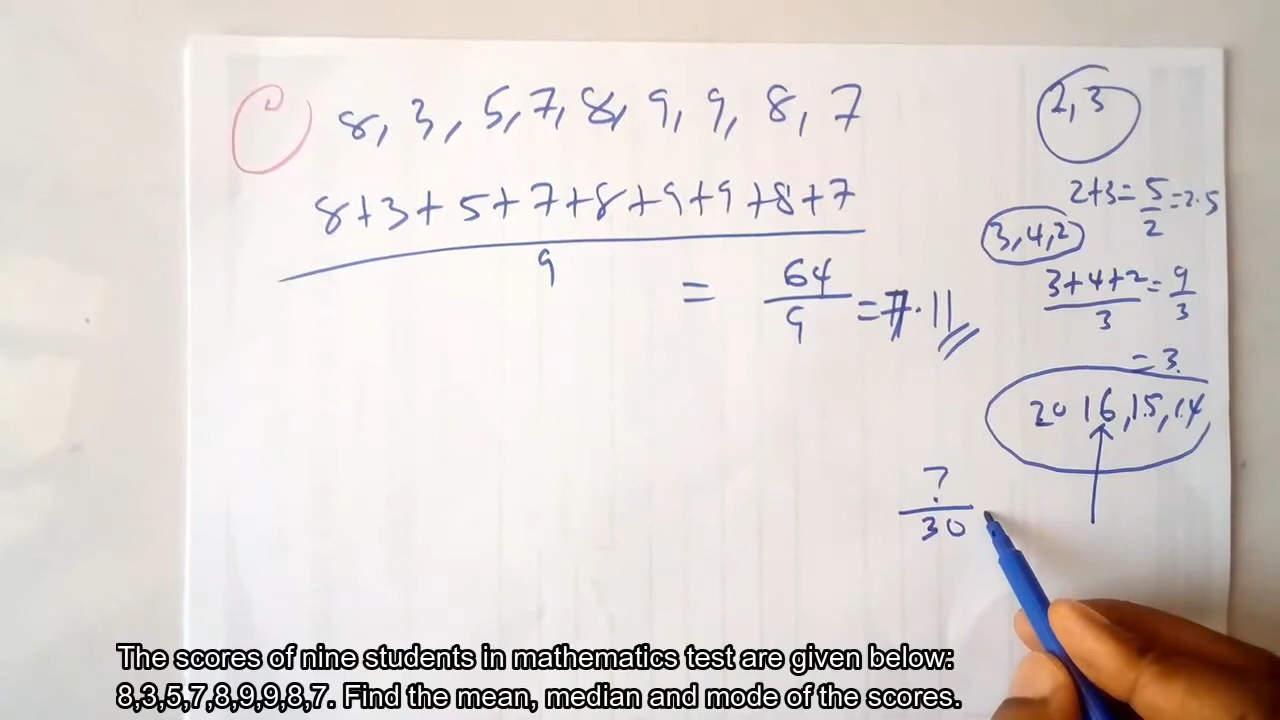 8, 3, 5, 7, 8, 9, 9, 8, 7
8+3+5+7+8+9+9+8+7
9
= 64
9
= 7.11
2, 3
2+3= 5 =2.5
2
3,4,2
3+4+2 = 9
3 3
= 3
20 16, 15, 14
?
30
The scores of nine students in mathematics test are given below:
8,3,5,7,8,9,9,8,7. Find the mean, median and mode of the scores.